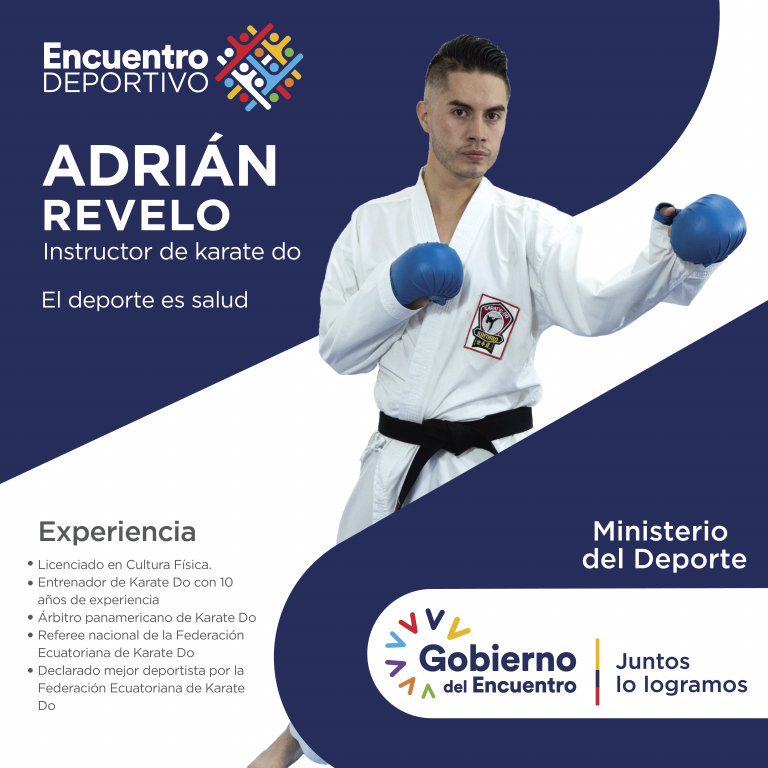 Encuentro
DEPORTIVO
ADRIÁN
REVELO
Instructor de karate do
El deporte es salud
Experiencia
• Licenciado en Cultura Física.
• Entrenador de Karate Do con 10
años de experiencia
• Árbitro panamericano de Karate Do
• Referee nacional de la Federación
Ecuatoriana de Karate Do
• Declarado mejor deportista por la
Federación Ecuatoriana de Karate
Do
Ministerio
del Deporte
Gobierno
del Encuentro
Juntos
lo logramos